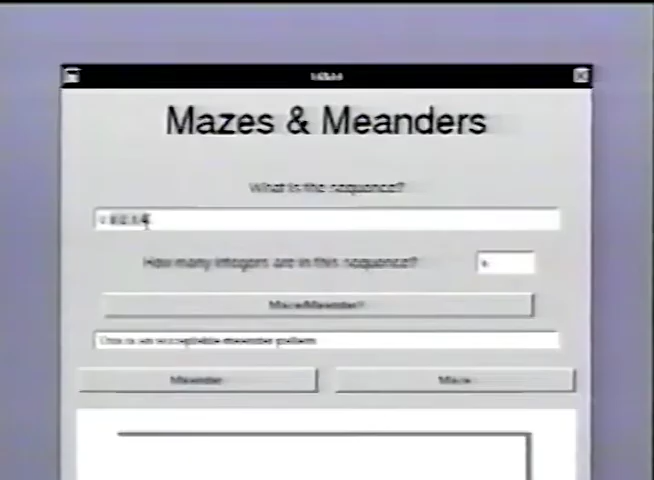 Mazes & Meanders
What is the sequence?
How many integers are in this sequence?
Maze/Meander?
This is an acceptable meander pattern
Meander
Maze